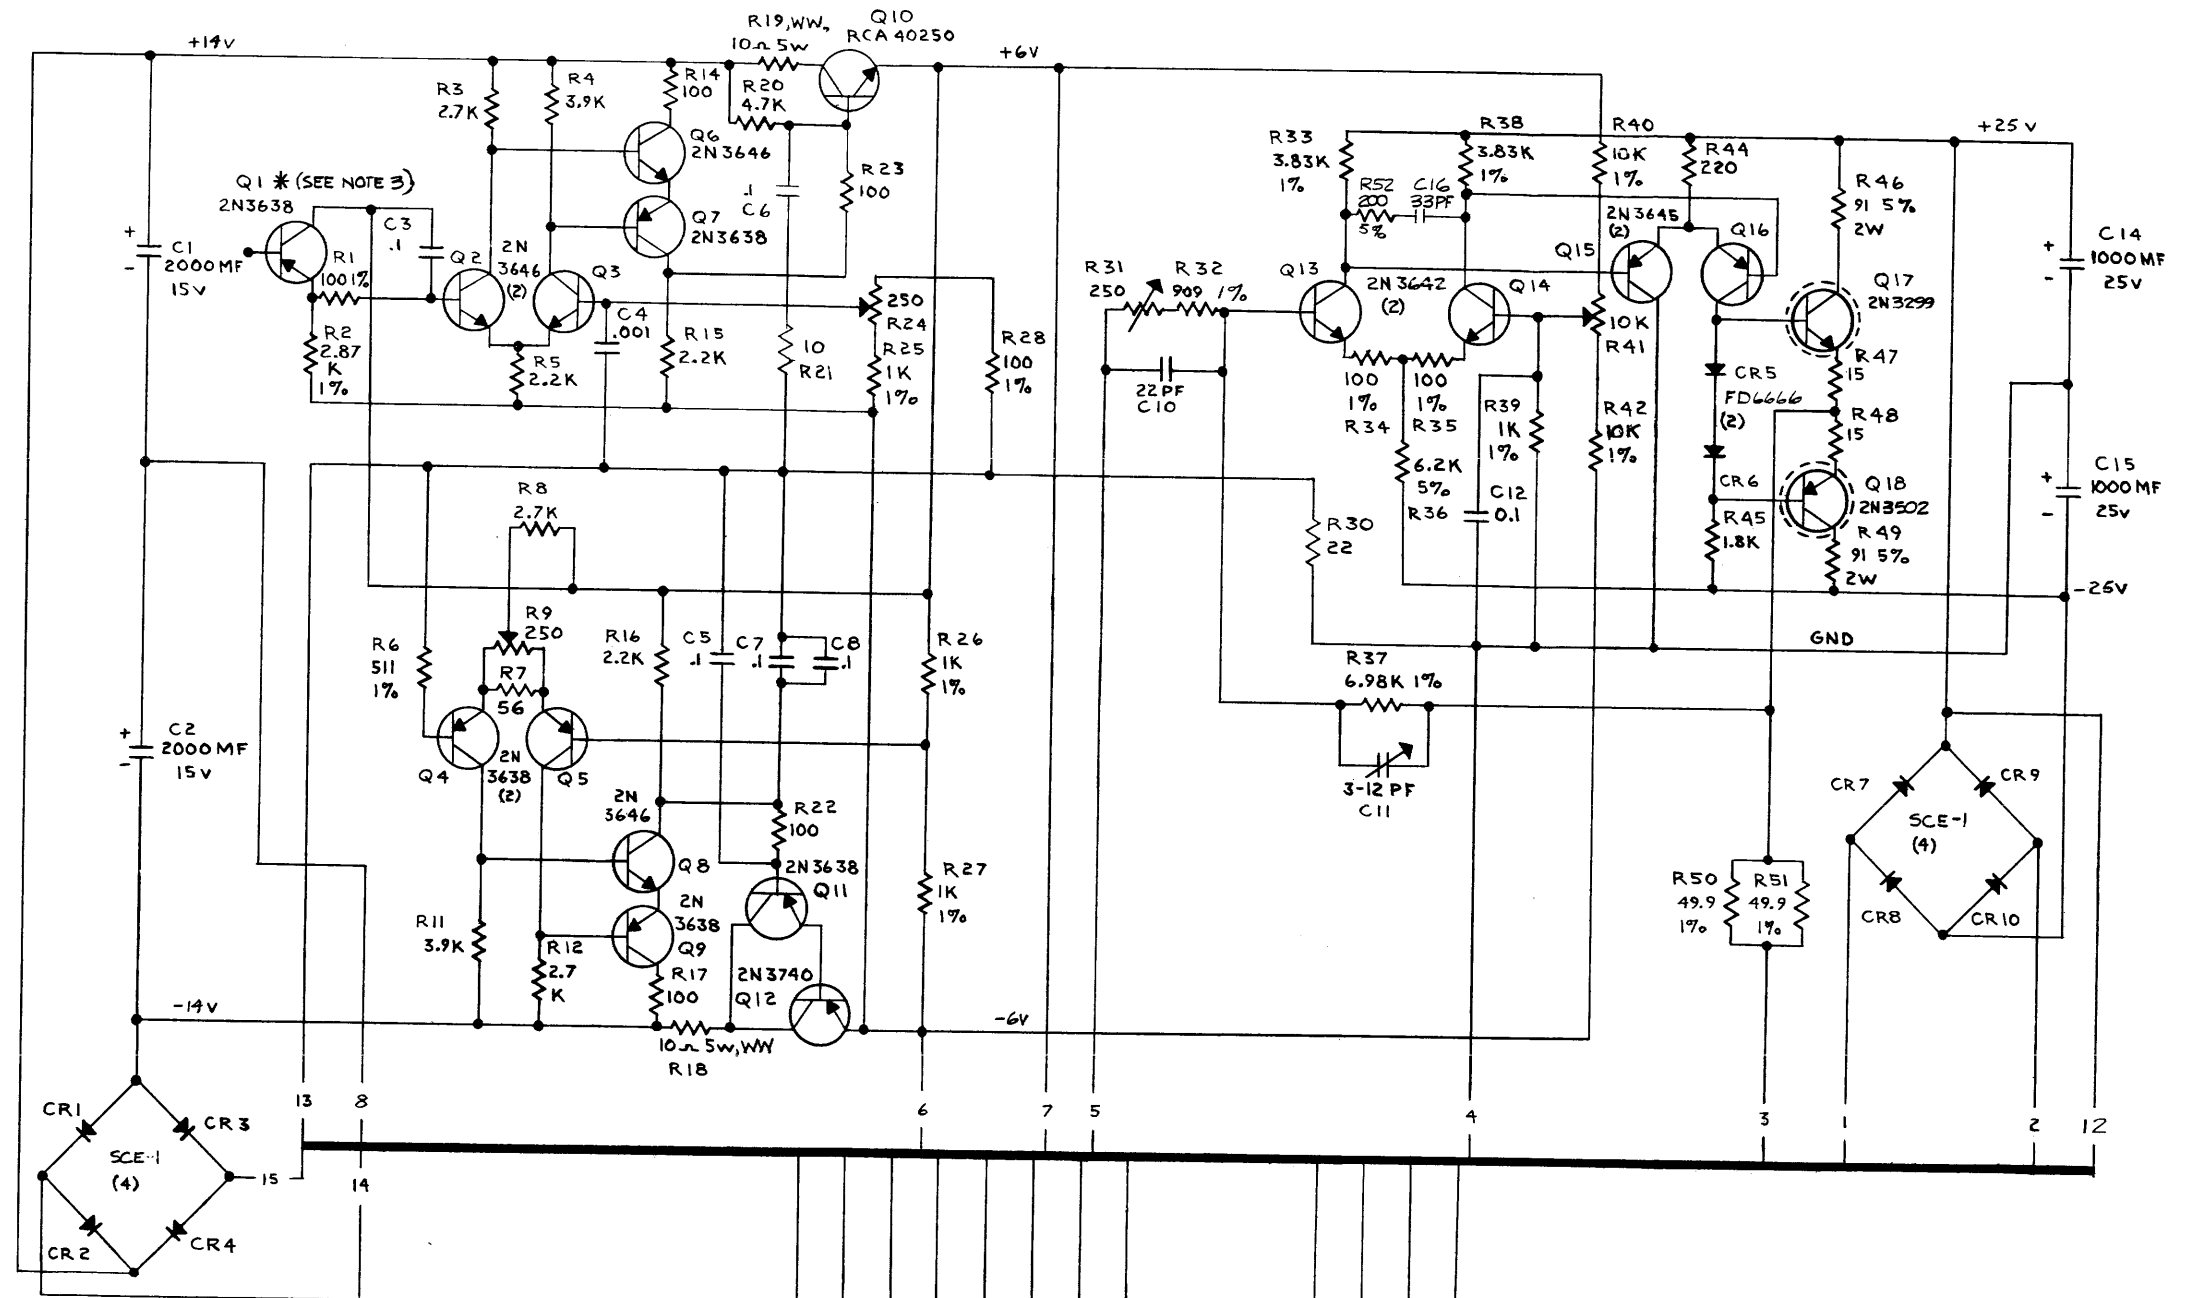 +14V
R19,WW,
10Ω 5W
Q10
RCA 40250
+6V
R3
2.7K
R4
3.9K
R14
100
R20
4.7K
Q6
2N3646
Q1 * (SEE NOTE 3)
2N3638
C3
.1
Q7
2N3638
.1
C6
R23
100
+
-
C1
2000MF
15V
R1
100 1%
Q2
2N
3646
(2)
Q3
C4
.001
R2
2.87
K
1%
R5
2.2K
R15
2.2K
10
R21
250
R24
R25
1K
1%
R28
100
1%
R33
3.83K
1%
R38
3.83K
1%
R40
10K
1%
R44
220
+25V
R52
200
5%
C16
33PF
2N3645
(2)
Q15
Q16
R46
91 5%
2W
+
-
C14
1000MF
25V
R31
250
R32
909 1%
Q13
2N3642
(2)
Q14
10K
R41
Q17
2N3299
R47
15
22PF
C10
100
1%
R34
100
1%
R35
R39
1K
1%
R42
10K
1%
CR5
FD6666
(2)
R48
15
6.2K
5%
R36
C12
0.1
CR6
R45
1.8K
Q18
2N3502
R49
91 5%
2W
+
-
C15
1000MF
25V
-25V
R8
2.7K
R30
22
GND
R6
511
1%
R9
250
R7
56
R16
2.2K
C5
.1
C7
.1
C8
.1
R26
1K
1%
R37
6.98K 1%
3-12PF
C11
+
-
C2
2000MF
15V
Q4
2N
3638
(2)
Q5
2N
3646
Q8
R22
100
2N3638
Q11
R27
1K
1%
R11
3.9K
R12
2.7
K
2N
3638
Q9
R17
100
2N3740
Q12
CR7
CR9
SCE-1
(4)
CR8
CR10
R50
49.9
1%
R51
49.9
1%
-14V
10Ω 5W,WW
R18
-6V
CR1
CR3
SCE-1
(4)
CR2
CR4
13
8
6
7
5
4
3
1
2
12
15
14